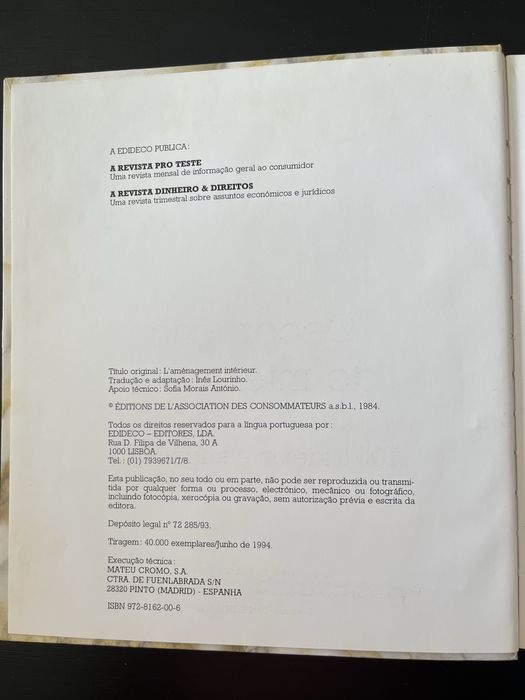 A EDIDECO PUBLICA:
A REVISTA PRO TESTE
Uma revista mensal de informação geral ao consumidor
A REVISTA DINHEIRO & DIREITOS
Uma revista trimestral sobre assuntos económicos e jurídicos
Título original: L'aménagement intérieur.
Tradução e adaptação: Inês Lourinho.
Apoio técnico: Sofia Morais António.
© ÉDITIONS DE L'ASSOCIATION DES CONSOMMATEURS a.s.b.l., 1984.
Todos os direitos reservados para a língua portuguesa por:
EDIDECO – EDITORES, LDA.
Rua D. Filipa de Vilhena, 30 A
1000 LISBOA.
Tel.: (01) 7939671/7/8.
Esta publicação, no seu todo ou em parte, não pode ser reproduzida ou transmi-
tida por qualquer forma ou processo, electrónico, mecânico ou fotográfico,
incluindo fotocópia, xerocópia ou gravação, sem autorização prévia e escrita da
editora.
Depósito legal nº 72 285/93.
Tiragem: 40.000 exemplares/Junho de 1994.
Execução técnica:
MATEU CROMO, S.A.
CTRA. DE FUENLABRADA S/N
28320 PINTO (MADRID) - ESPANHA
ISBN 972-8162-00-6